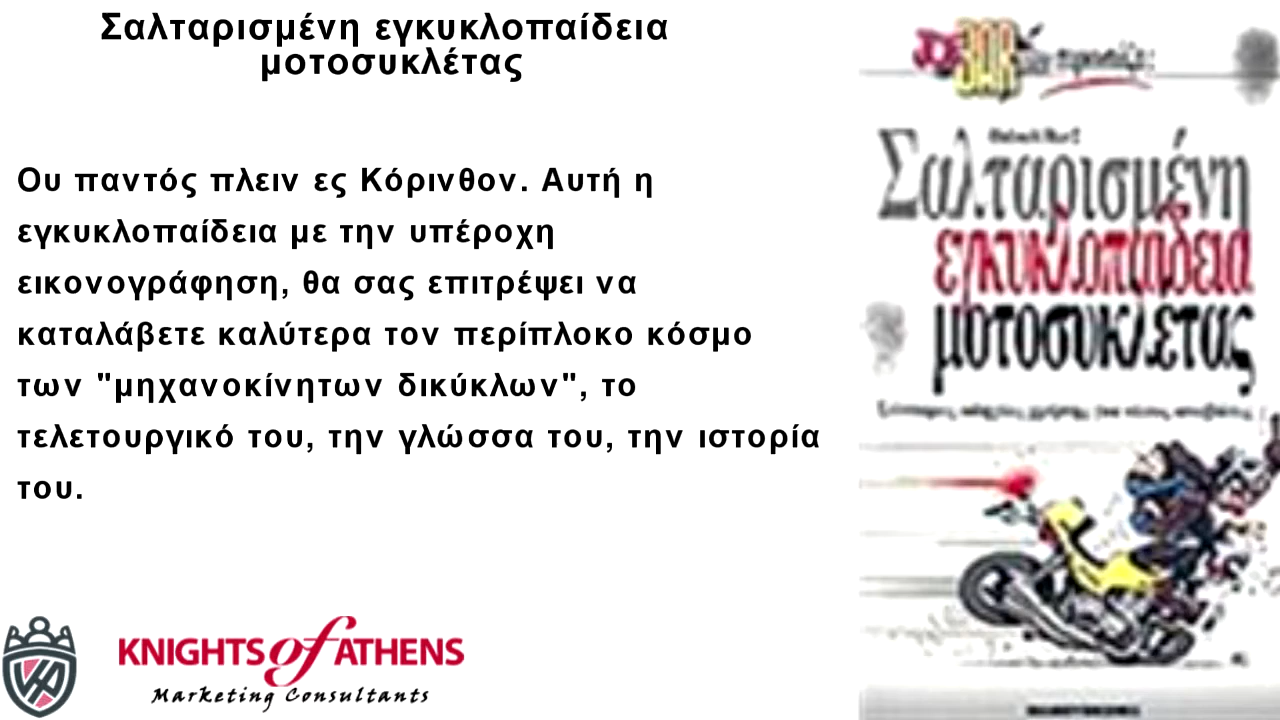 Σαλταρισμένη εγκυκλοπαίδεια
μοτοσυκλέτας
Ου παντός πλειν ες Κόρινθον. Αυτή η
εγκυκλοπαίδεια με την υπέροχη
εικονογράφηση, θα σας επιτρέψει να
καταλάβετε καλύτερα τον περίπλοκο κόσμο
των "μηχανοκίνητων δικύκλων", το
τελετουργικό του, την γλώσσα του, την ιστορία
του.
KNIGHTS of ATHENS
Marketing Consultants
JOE BAR
Σαλταρισμένη
εγκυκλοπαίδεια
μοτοσυκλέτας